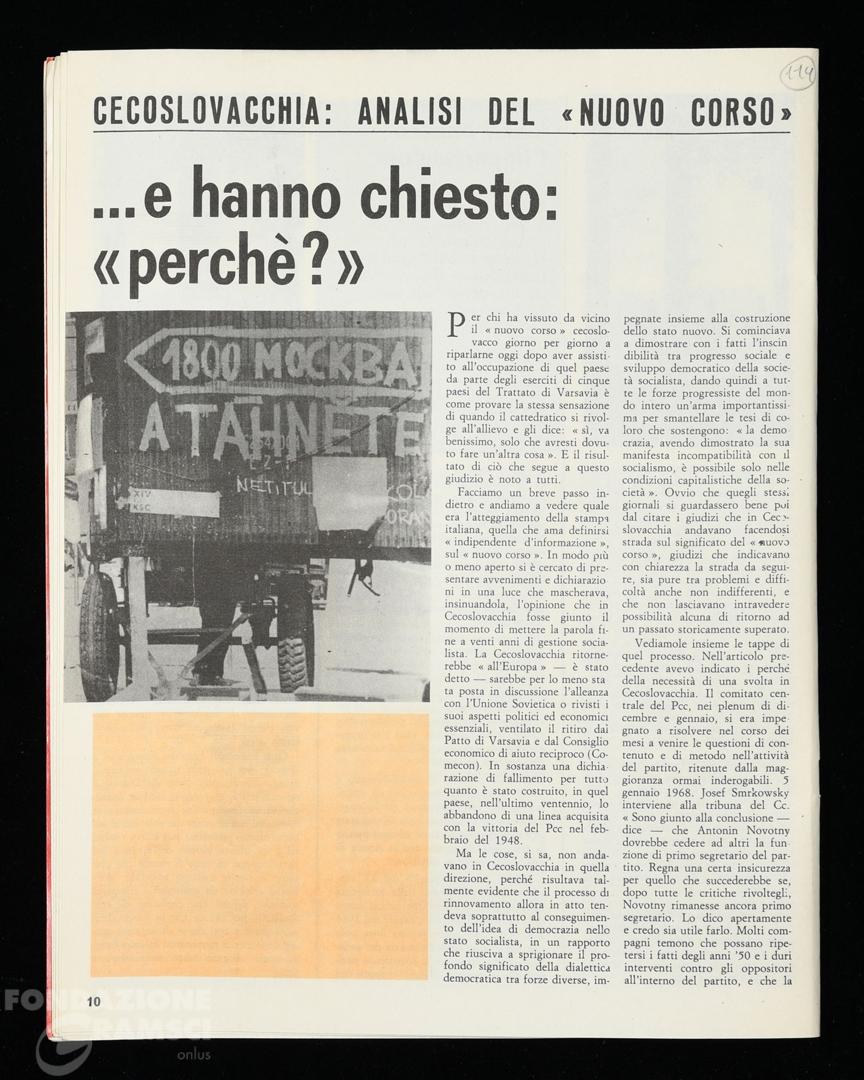 114
CECOSLOVACCHIA: ANALISI DEL «NUOVO CORSO»
...e hanno chiesto:
«perchè?»
1800 MOCKBA
ATAHHETE
NETITUL
XIV
KSC
Per chi ha vissuto da vicino
il « nuovo corso » cecoslo-
vacco giorno per giorno a
riparlarne oggi dopo aver assisti-
to all'occupazione di quel paese
da parte degli eserciti di cinque
paesi del Trattato di Varsavia è
come provare la stessa sensazione
di quando il cattedratico si rivol-
ge all'allievo e gli dice: « sì, va
benissimo, solo che avresti dovu-
to fare un'altra cosa ». E il risul-
tato di ciò che segue a questo
giudizio è noto a tutti.
Facciamo un breve passo in-
dietro e andiamo a vedere quale
era l'atteggiamento della stampa
italiana, quella che ama definirsi
« indipendente d'informazione »,
sul « nuovo corso ». In modo più
o meno aperto si è cercato di pre-
sentare avvenimenti e dichiarazio-
ni in una luce che mascherava,
insinuandola, l'opinione che in
Cecoslovacchia fosse giunto il
momento di mettere la parola fi-
ne a venti anni di gestione socia-
lista. La Cecoslovacchia ritorne-
rebbe « all'Europa » — è stato
detto — sarebbe per lo meno sta-
ta posta in discussione l'alleanza
con l'Unione Sovietica o rivisti i
suoi aspetti politici ed economici
essenziali, ventilato il ritiro dal
Patto di Varsavia e dal Consiglio
economico di aiuto reciproco (Co-
mecon). In sostanza una dichia-
razione di fallimento per tutto
quanto è stato costruito, in quel
paese, nell'ultimo ventennio, lo
abbandono di una linea acquisita
con la vittoria del Pcc nel feb-
braio del 1948.
Ma le cose, si sa, non anda-
vano in Cecoslovacchia in quella
direzione, perché risultava tal-
mente evidente che il processo di
rinnovamento allora in atto ten-
deva soprattutto al conseguimen-
to dell'idea di democrazia nello
stato socialista, in un rapporto
che riusciva a sprigionare il pro-
fondo significato della dialettica
democratica tra forze diverse, im-
pegnate insieme alla costruzione
dello stato nuovo. Si cominciava
a dimostrare con i fatti l'inscin
dibilità tra progresso sociale e
sviluppo democratico della socie-
tà socialista, dando quindi a tut-
te le forze progressiste del mon-
do intero un'arma importantissi-
ma per smantellare le tesi di co-
loro che sostengono: « la demo-
crazia, avendo dimostrato la sua
manifesta incompatibilità con il
socialismo, è possibile solo nelle
condizioni capitalistiche della so-
cietà ». Ovvio che quegli stessi
giornali si guardassero bene poi
dal citare i giudizi che in Ceco-
slovacchia andavano facendosi
strada sul significato del « nuovo
corso », giudizi che indicavano
con chiarezza la strada da segui-
re, sia pure tra problemi e diffi-
coltà anche non indifferenti, e
che non lasciavano intravedere
possibilità alcuna di ritorno ad
un passato storicamente superato.
Vediamole insieme le tappe di
quel processo. Nell'articolo pre-
cedente avevo indicato i perché
della necessità di una svolta in
Cecoslovacchia. Il comitato cen-
trale del Pcc, nei plenum di di-
cembre e gennaio, si era impe-
gnato a risolvere nel corso dei
mesi a venire le questioni di con-
tenuto e di metodo nell'attività
del partito, ritenute dalla mag-
gioranza ormai inderogabili. 5
gennaio 1968. Josef Smrkowsky
interviene alla tribuna del Cc.
« Sono giunto alla conclusione —
dice — che Antonin Novotny
dovrebbe cedere ad altri la fun-
zione di primo segretario del par-
tito. Regna una certa insicurezza
per quello che succederebbe se,
dopo tutte le critiche rivoltegli,
Novotny rimanesse ancora primo
segretario. Lo dico apertamente
e credo sia utile farlo. Molti com-
pagni temono che possano ripe-
tersi i fatti degli anni '50 e i duri
interventi contro gli oppositori
all'interno del partito, e che la
10
FONDAZIONE
GRAMSCI
onlus